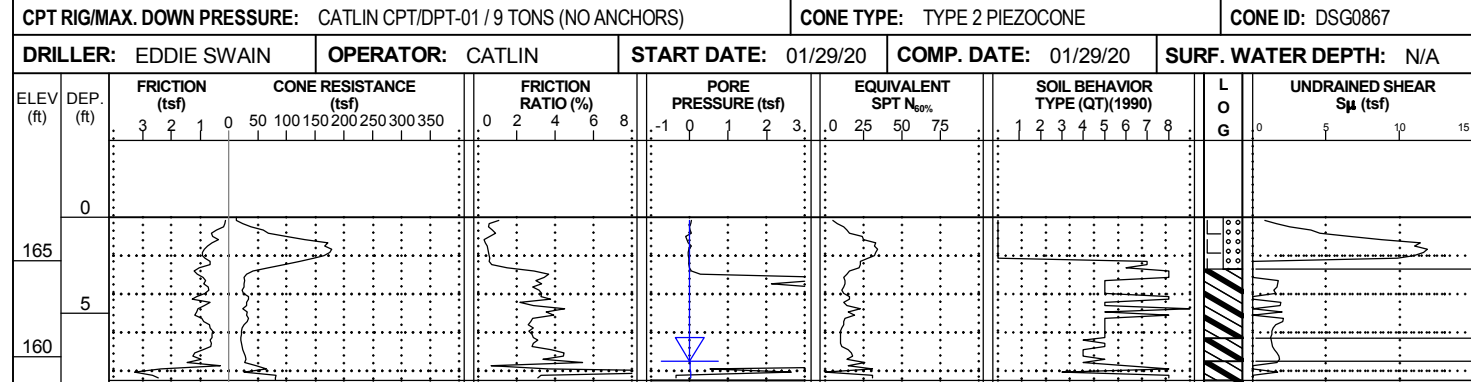 CPT RIG/MAX. DOWN PRESSURE: CATLIN CPT/DPT-01 / 9 TONS (NO ANCHORS) CONE TYPE: TYPE 2 PIEZOCONE CONE ID: DSG0867
DRILLER: EDDIE SWAIN OPERATOR: CATLIN START DATE: 01/29/20 COMP. DATE: 01/29/20 SURF. WATER DEPTH: N/A
ELEV (ft)
DEP. (ft)
FRICTION (tsf)
3 2 1 0
CONE RESISTANCE (tsf)
50 100 150 200 250 300 350
FRICTION RATIO (%)
0 2 4 6 8
PORE PRESSURE (tsf)
-1 0 1 2 3
EQUIVALENT SPT N60%
0 25 50 75
SOIL BEHAVIOR TYPE (QT)(1990)
1 2 3 4 5 6 7 8
LOG
UNDRAINED SHEAR Sμ (tsf)
0 5 10 15
0
165
5
160